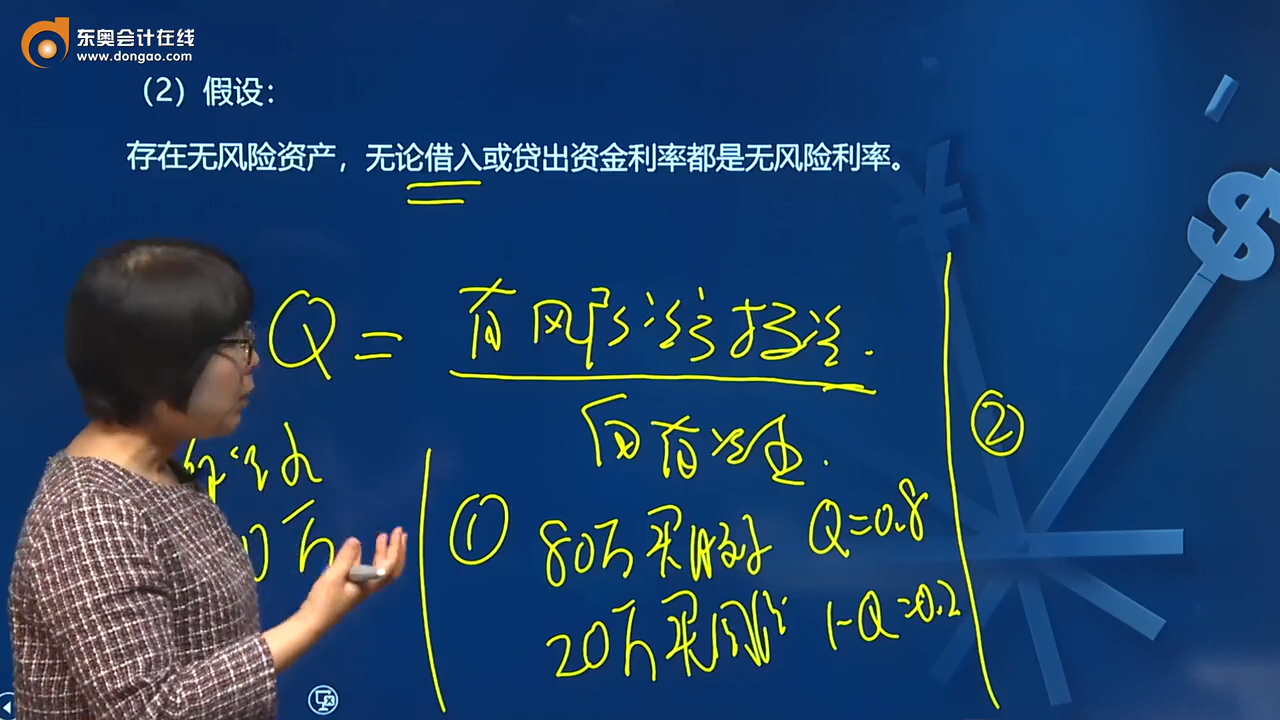 东奥会计在线
www.dongao.com
(2)假设：
存在无风险资产，无论借入或贷出资金利率都是无风险利率。
Q = 有风险资产投资
自有资金
0万
①
80万买股票 Q=0.8
20万买国债 1-Q=0.2
②